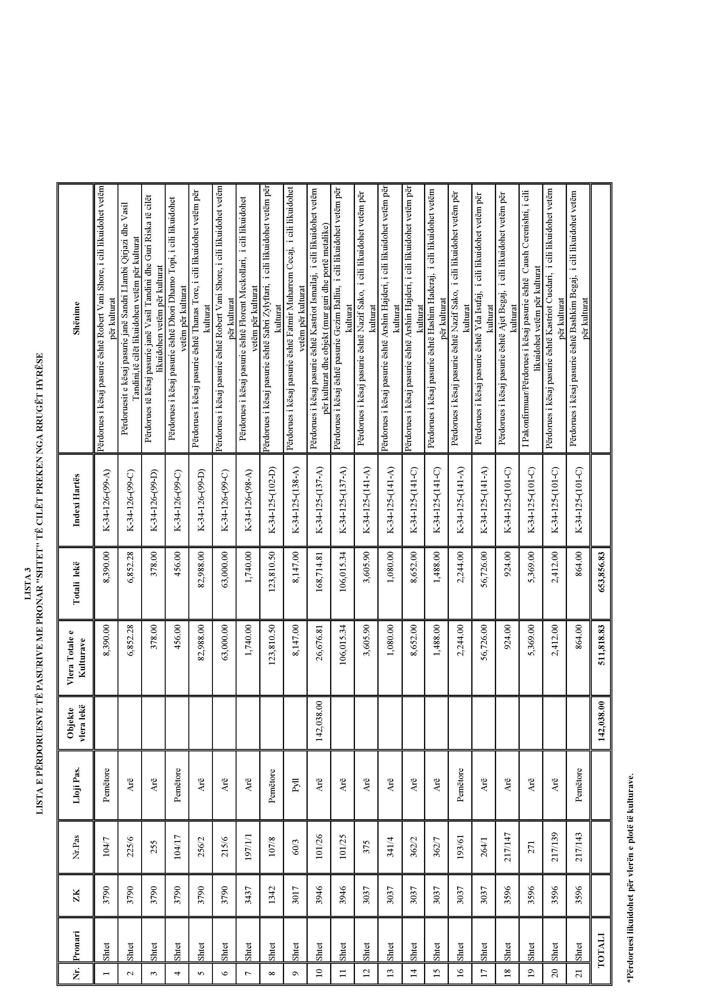 LISTA 3
LISTA E PËRDORUESVE TË PASURIVE ME PRONAR "SHTET" TË CILËT PREKEN NGA RRUGËT HYRËSE
Nr. Pronari ZK Nr.Pas Lloji Pas. Objekte vlera lekë Vlera Totale e Kulturave Totali lekë Indexi Hartës Shënime
1 Shtet 3790 104/7 Pemëtore 8,390.00 8,390.00 K-34-126-(99-A) Përdorues i kësaj pasurie është Robert Vani Shore, i cili likuidohet vetëm
për kulturat
2 Shtet 3790 225/6 Arë 6,852.28 6,852.28 K-34-126-(99-C) Përdoruesit e kësaj pasurie janë Sandri Llambi Qirjazi dhe Vasil
Tandini,të cilët likuidohen vetëm për kulturat
3 Shtet 3790 255 Arë 378.00 378.00 K-34-126-(99-D) Përdorues të kësaj pasurie janë Vasil Tandini dhe Guri Riska të cilët
likuidohen vetëm për kulturat
4 Shtet 3790 104/17 Pemëtore 456.00 456.00 K-34-126-(99-C) Përdorues i kësaj pasurie është Dhori Dhamo Topi, i cili likuidohet
vetëm për kulturat
5 Shtet 3790 256/2 Arë 82,988.00 82,988.00 K-34-126-(99-D) Përdorues i kësaj pasurie është Thanas Tore, i cili likuidohet vetëm për
kulturat
6 Shtet 3790 215/6 Arë 63,000.00 63,000.00 K-34-126-(99-C) Përdorues i kësaj pasurie është Robert Vani Shore, i cili likuidohet vetëm
për kulturat
7 Shtet 3437 197/1/1 Arë 1,740.00 1,740.00 K-34-126-(98-A) Përdorues i kësaj pasurie është Florent Meckollari, i cili likuidohet
vetëm për kulturat
8 Shtet 1342 107/8 Pemëtore 123,810.50 123,810.50 K-34-125-(102-D) Përdorues i kësaj pasurie është Sabri Zylyftari, i cili likuidohet vetëm për
kulturat
9 Shtet 3017 60/3 Pyll 8,147.00 8,147.00 K-34-125-(138-A) Përdorues i kësaj pasurie është Fatmir Muharrem Cecaj, i cili likuidohet
vetëm për kulturat
10 Shtet 3946 101/26 Arë 142,038.00 26,676.81 168,714.81 K-34-125-(137-A) Përdorues i kësaj pasurie është Kastriot Ismailaj, i cili likuidohet vetëm
për kulturat dhe objekt (mur guri dhe portë metalike)
11 Shtet 3946 101/25 Arë 106,015.34 106,015.34 K-34-125-(137-A) Përdorues i kësaj është pasurie Gezim Balliu, i cili likuidohet vetëm për
kulturat
12 Shtet 3037 375 Arë 3,605.90 3,605.90 K-34-125-(141-A) Përdorues i kësaj pasurie është Nazif Sako, i cili likuidohet vetëm për
kulturat
13 Shtet 3037 341/4 Arë 1,080.00 1,080.00 K-34-125-(141-A) Përdorues i kësaj pasurie është Arshin Hajderi, i cili likuidohet vetëm për
kulturat
14 Shtet 3037 362/2 Arë 8,652.00 8,652.00 K-34-125-(141-C) Përdorues i kësaj pasurie është Arshin Hajderi, i cili likuidohet vetëm për
kulturat
15 Shtet 3037 362/7 Arë 1,488.00 1,488.00 K-34-125-(141-C) Përdorues i kësaj pasurie është Hashim Haderaj, i cili likuidohet vetëm
për kulturat
16 Shtet 3037 193/61 Pemëtore 2,244.00 2,244.00 K-34-125-(141-A) Përdorues i kësaj pasurie është Nazif Sako, i cili likuidohet vetëm për
kulturat
17 Shtet 3037 264/1 Arë 56,726.00 56,726.00 K-34-125-(141-A) Përdorues i kësaj pasurie është Yda Isufaj, i cili likuidohet vetëm për
kulturat
18 Shtet 3596 217/147 Arë 924.00 924.00 K-34-125-(101-C) Përdorues i kësaj pasurie është Ajet Begaj, i cili likuidohet vetëm për
kulturat
19 Shtet 3596 271 Arë 5,369.00 5,369.00 K-34-125-(101-C) I Pakonfirmuar/Përdorues i kësaj pasurie është Caush Cerenishti, i cili
likuidohet vetëm për kulturat
20 Shtet 3596 217/139 Arë 2,412.00 2,412.00 K-34-125-(101-C) Përdorues i kësaj pasurie është Kastriot Cuedari, i cili likuidohet vetëm
për kulturat
21 Shtet 3596 217/143 Pemëtore 864.00 864.00 K-34-125-(101-C) Përdorues i kësaj pasurie është Bashkim Begaj, i cili likuidohet vetëm
për kulturat
TOTALI 142,038.00 511,818.83 653,856.83
*Përdoruesi likuidohet për vlerën e plotë të kulturave.